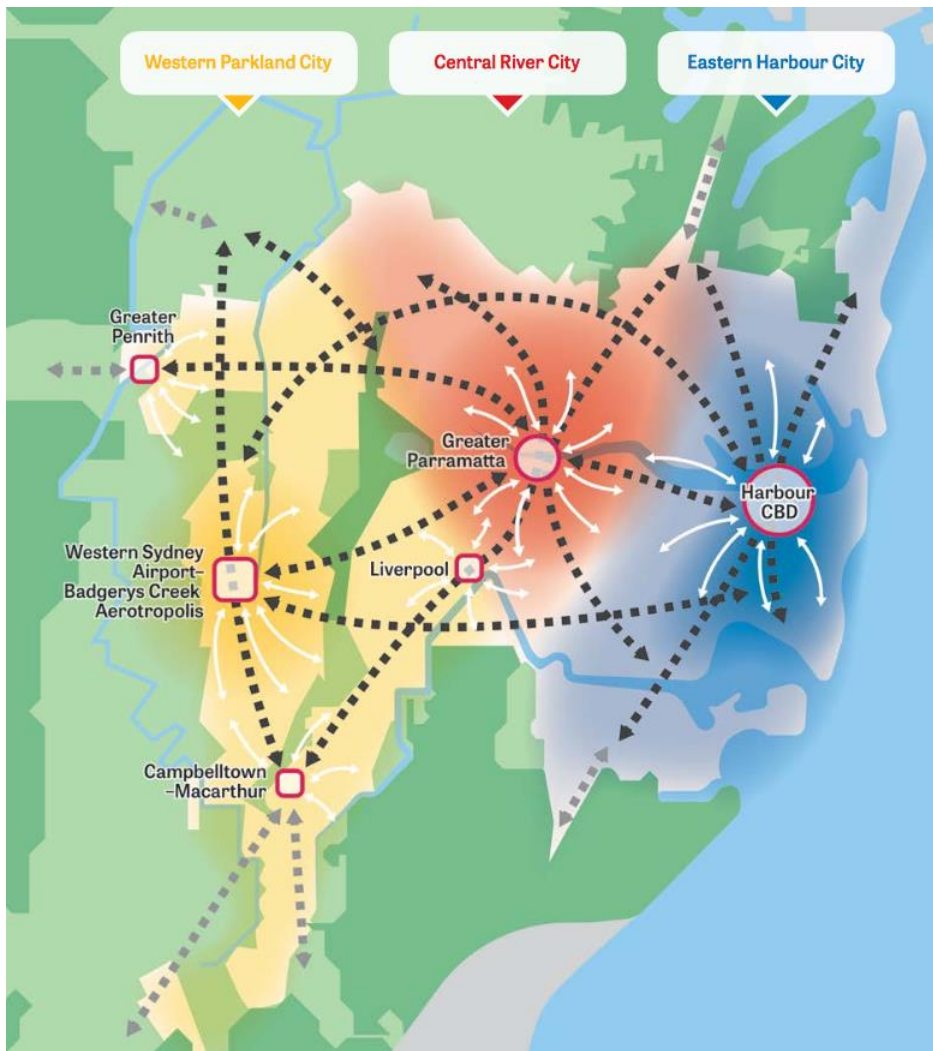 Western Parkland City
Central River City
Eastern Harbour City
Greater
Penrith
Greater
Parramatta
Harbour
CBD
Western Sydney
Airport–
Badgerys Creek
Aerotropolis
Liverpool
Campbelltown
–Macarthur